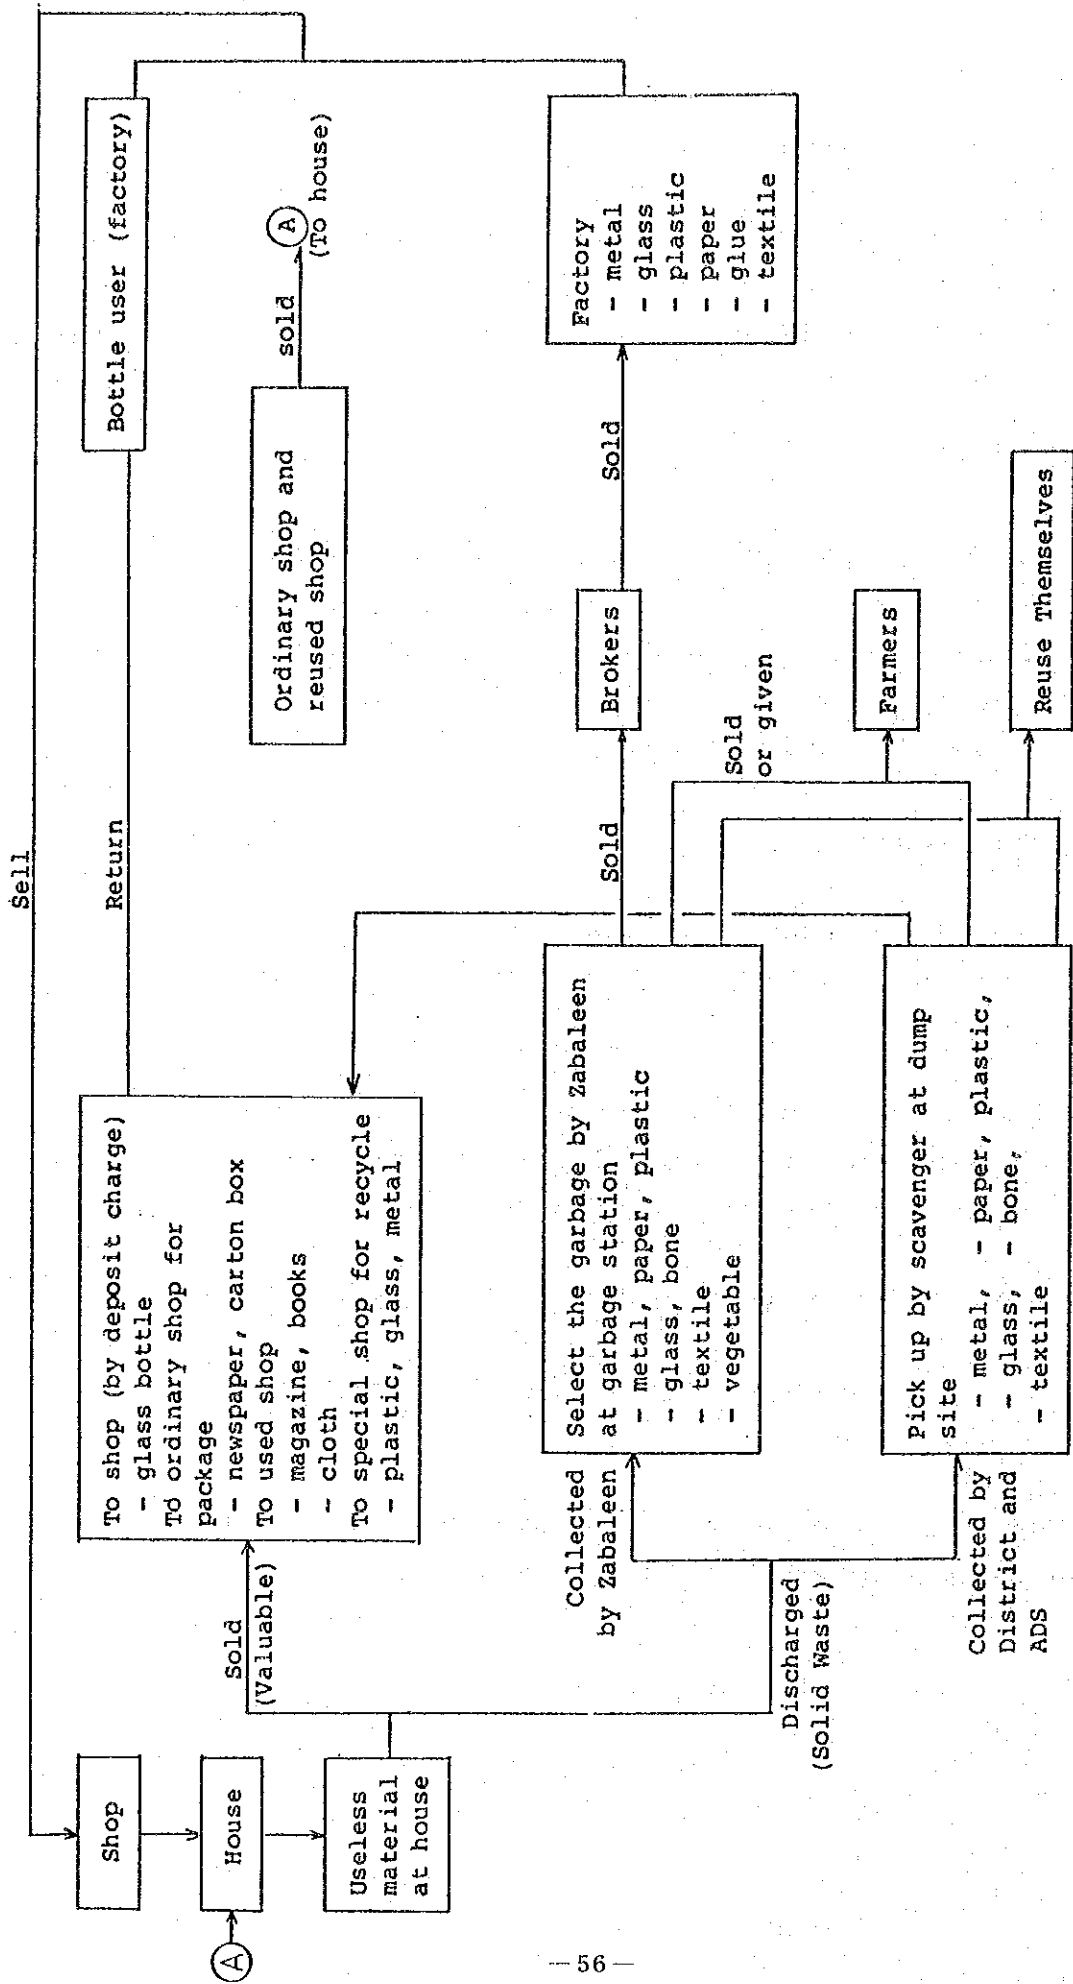 Sell
Shop
A
House
Useless
material
at house
Sold
(Valuable)
Discharged
(Solid Waste)
To shop (by deposit charge)
- glass bottle
To ordinary shop for
package
- newspaper, carton box
To used shop
- magazine, books
- cloth
To special shop for recycle
- plastic, glass, metal
Return
Bottle user (factory)
Ordinary shop and
reused shop
sold
A
(To house)
Collected
by Zabaleen
Select the garbage by Zabaleen
at garbage station
- metal, paper, plastic
- glass, bone
- textile
- vegetable
Sold
Brokers
Sold
Factory
- metal
- glass
- plastic
- paper
- glue
- textile
Sold
or given
Farmers
Collected by
District and
ADS
Pick up by scavenger at dump
site
- metal, - paper, plastic,
- glass, - bone,
- textile
Reuse Themselves
— 56 —